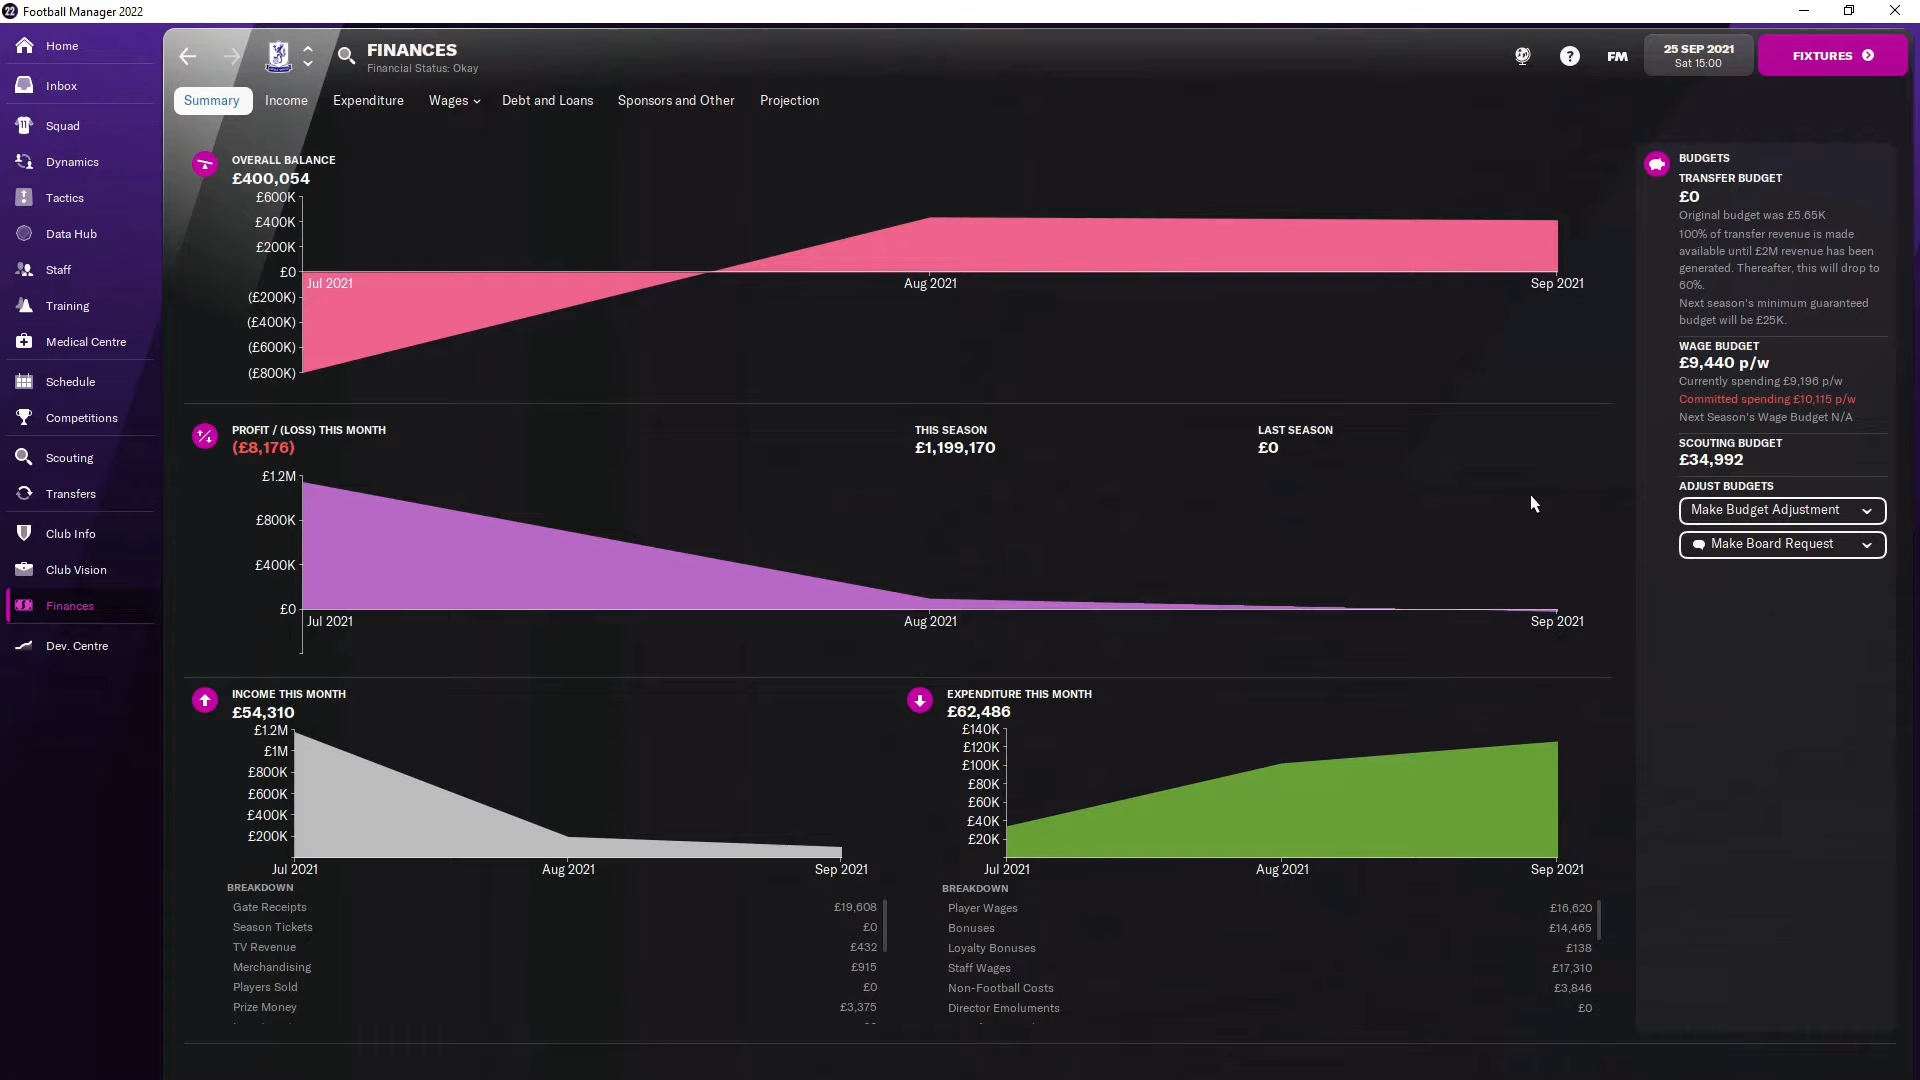 22 Football Manager 2022
Home
Inbox
Squad
Dynamics
Tactics
Data Hub
Staff
Training
Medical Centre
Schedule
Competitions
Scouting
Transfers
Club Info
Club Vision
Finances
Dev. Centre
FINANCES
Financial Status: Okay
? FM
25 SEP 2021
Sat 15:00
FIXTURES
Summary Income Expenditure Wages Debt and Loans Sponsors and Other Projection
OVERALL BALANCE
£400,054
£600K
£400K
£200K
£0
(£200K)
(£400K)
(£600K)
(£800K)
Jul 2021 Aug 2021 Sep 2021
PROFIT / (LOSS) THIS MONTH
(£8,176)
THIS SEASON
£1,199,170
LAST SEASON
£0
£1.2M
£800K
£400K
£0
Jul 2021 Aug 2021 Sep 2021
INCOME THIS MONTH
£54,310
£1.2M
£1M
£800K
£600K
£400K
£200K
Jul 2021 Aug 2021 Sep 2021
BREAKDOWN
Gate Receipts £19,608
Season Tickets £0
TV Revenue £432
Merchandising £915
Players Sold £0
Prize Money £3,375
EXPENDITURE THIS MONTH
£62,486
£140K
£120K
£100K
£80K
£60K
£40K
£20K
Jul 2021 Aug 2021 Sep 2021
BREAKDOWN
Player Wages £16,620
Bonuses £14,465
Loyalty Bonuses £138
Staff Wages £17,310
Non-Football Costs £3,846
Director Emoluments £0
BUDGETS
TRANSFER BUDGET
£0
Original budget was £5.65K
100% of transfer revenue is made
available until £2M revenue has been
generated. Thereafter, this will drop to
60%.
Next season's minimum guaranteed
budget will be £25K.
WAGE BUDGET
£9,440 p/w
Currently spending £9,196 p/w
Committed spending £10,115 p/w
Next Season's Wage Budget N/A
SCOUTING BUDGET
£34,992
ADJUST BUDGETS
Make Budget Adjustment
Make Board Request